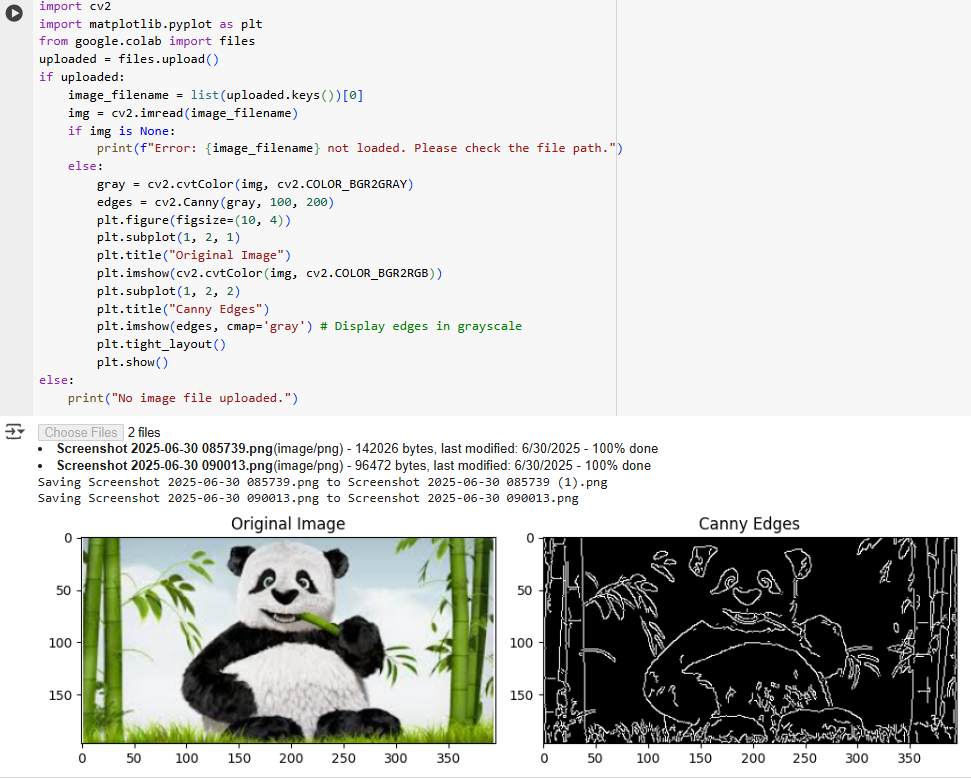 import cv2
import matplotlib.pyplot as plt
from google.colab import files
uploaded = files.upload()
if uploaded:
    image_filename = list(uploaded.keys())[0]
    img = cv2.imread(image_filename)
    if img is None:
        print(f"Error: {image_filename} not loaded. Please check the file path.")
    else:
        gray = cv2.cvtColor(img, cv2.COLOR_BGR2GRAY)
        edges = cv2.Canny(gray, 100, 200)
        plt.figure(figsize=(10, 4))
        plt.subplot(1, 2, 1)
        plt.title("Original Image")
        plt.imshow(cv2.cvtColor(img, cv2.COLOR_BGR2RGB))
        plt.subplot(1, 2, 2)
        plt.title("Canny Edges")
        plt.imshow(edges, cmap='gray') # Display edges in grayscale
        plt.tight_layout()
        plt.show()
else:
    print("No image file uploaded.")
Choose Files 2 files
• Screenshot 2025-06-30 085739.png(image/png) - 142026 bytes, last modified: 6/30/2025 - 100% done
• Screenshot 2025-06-30 090013.png(image/png) - 96472 bytes, last modified: 6/30/2025 - 100% done
Saving Screenshot 2025-06-30 085739.png to Screenshot 2025-06-30 085739 (1).png
Saving Screenshot 2025-06-30 090013.png to Screenshot 2025-06-30 090013.png
Original Image
0
50
100
150
0 50 100 150 200 250 300 350
Canny Edges
0
50
100
150
0 50 100 150 200 250 300 350